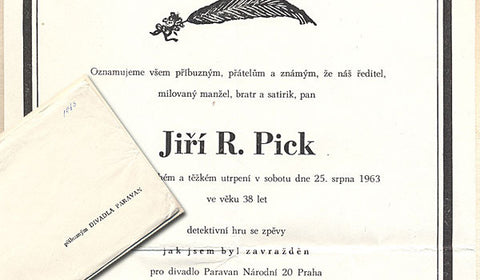 Oznamujeme všem příbuzným, přátelům a známým, že náš ředitel,
milovaný manžel, bratr a satirik, pan
Jiří R. Pick
a těžkém utrpení v sobotu dne 25. srpna 1963
ve věku 38 let
detektivní hru se zpěvy
jak jsem byl zavražděn
pro divadlo Paravan Národní 20 Praha
příbuzným DIVADLA PARAVAN